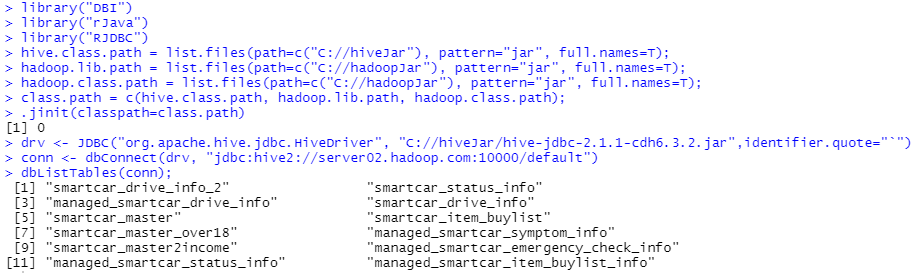 > library("DBI")
> library("rJava")
> library("RJDBC")
> hive.class.path = list.files(path=c("C://hiveJar"), pattern="jar", full.names=T);
> hadoop.lib.path = list.files(path=c("C://hadoopJar"), pattern="jar", full.names=T);
> hadoop.class.path = list.files(path=c("C://hadoopJar"), pattern="jar", full.names=T);
> class.path = c(hive.class.path, hadoop.lib.path, hadoop.class.path);
> .jinit(classpath=class.path)
[1] 0
> drv <- JDBC("org.apache.hive.jdbc.HiveDriver", "C://hiveJar/hive-jdbc-2.1.1-cdh6.3.2.jar",identifier.quote="`")
> conn <- dbConnect(drv, "jdbc:hive2://server02.hadoop.com:10000/default")
> dbListTables(conn);
[1] "smartcar_drive_info_2" "smartcar_status_info"
[3] "managed_smartcar_drive_info" "smartcar_drive_info"
[5] "smartcar_master" "smartcar_item_buylist"
[7] "smartcar_master_over18" "managed_smartcar_symptom_info"
[9] "smartcar_master2income" "managed_smartcar_emergency_check_info"
[11] "managed_smartcar_status_info" "managed_smartcar_item_buylist_info"